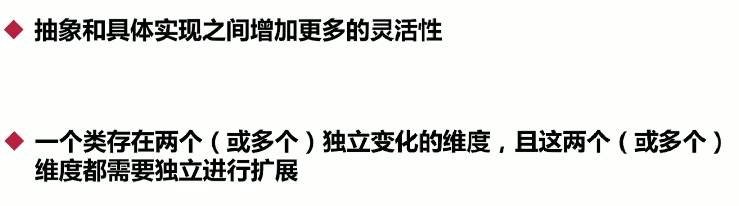 抽象和具体实现之间增加更多的灵活性
一个类存在两个（或多个）独立变化的维度，且这两个（或多个）
维度都需要独立进行扩展